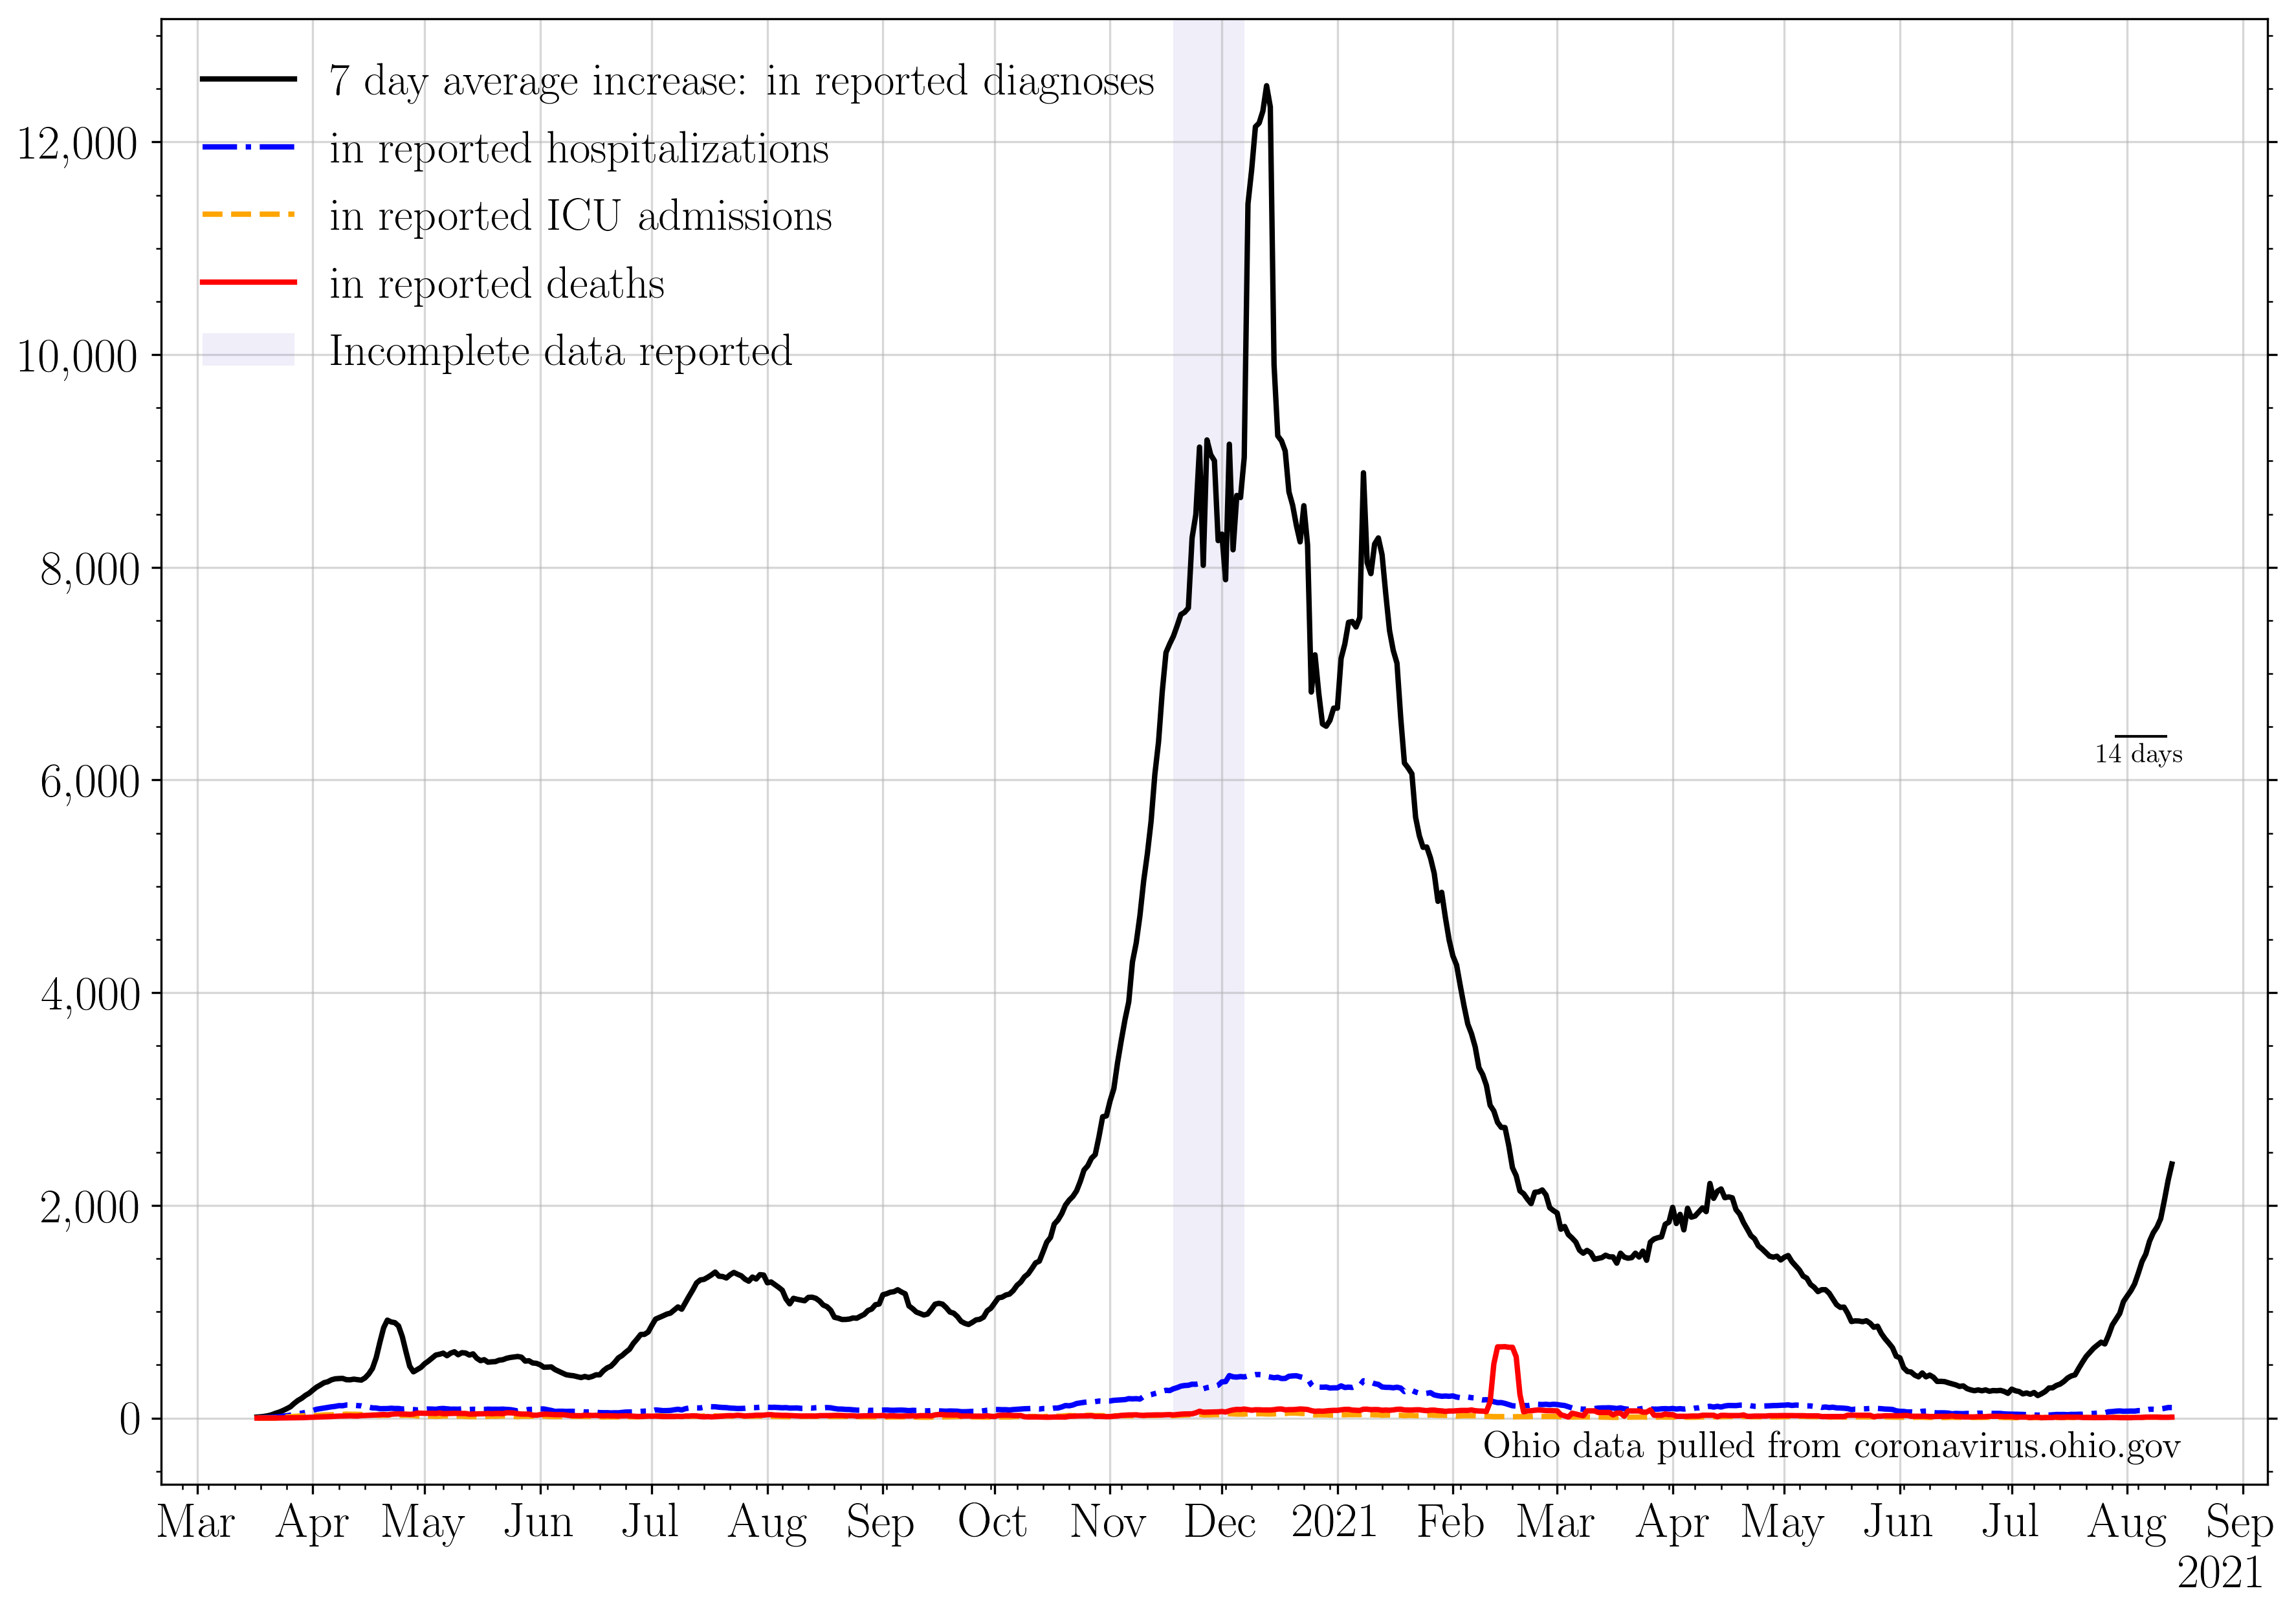 7 day average increase: in reported diagnoses
in reported hospitalizations
in reported ICU admissions
in reported deaths
Incomplete data reported
12,000
10,000
8,000
6,000
4,000
2,000
0
14 days
Ohio data pulled from coronavirus.ohio.gov
Mar Apr May Jun Jul Aug Sep Oct Nov Dec 2021 Feb Mar Apr May Jun Jul Aug Sep
2021